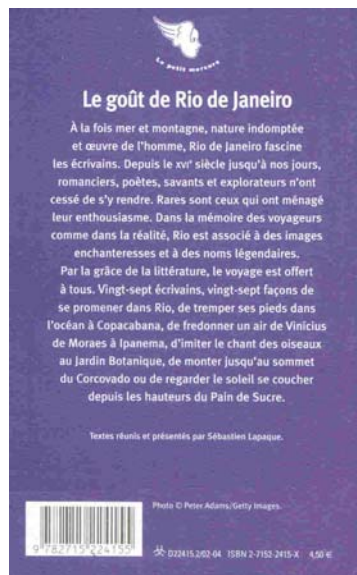 Le petit mercure
Le goût de Rio de Janeiro
À la fois mer et montagne, nature indomptée
et œuvre de l'homme, Rio de Janeiro fascine
les écrivains. Depuis le XVIe siècle jusqu'à nos jours,
romanciers, poètes, savants et explorateurs n'ont
cessé de s'y rendre. Rares sont ceux qui ont ménagé
leur enthousiasme. Dans la mémoire des voyageurs
comme dans la réalité, Rio est associé à des images
enchanteresses et à des noms légendaires.
Par la grâce de la littérature, le voyage est offert
à tous. Vingt-sept écrivains, vingt-sept façons de
se promener dans Rio, de tremper ses pieds dans
l'océan à Copacabana, de fredonner un air de Vinicius
de Moraes à Ipanema, d'imiter le chant des oiseaux
au Jardin Botanique, de monter jusqu'au sommet
du Corcovado ou de regarder le soleil se coucher
depuis les hauteurs du Pain de Sucre.
Textes réunis et présentés par Sébastien Lapaque.
Photo © Peter Adams/Getty Images.
9 782715 224155
D22415.2/02-04 ISBN 2-7152-2415-X 4,50 €